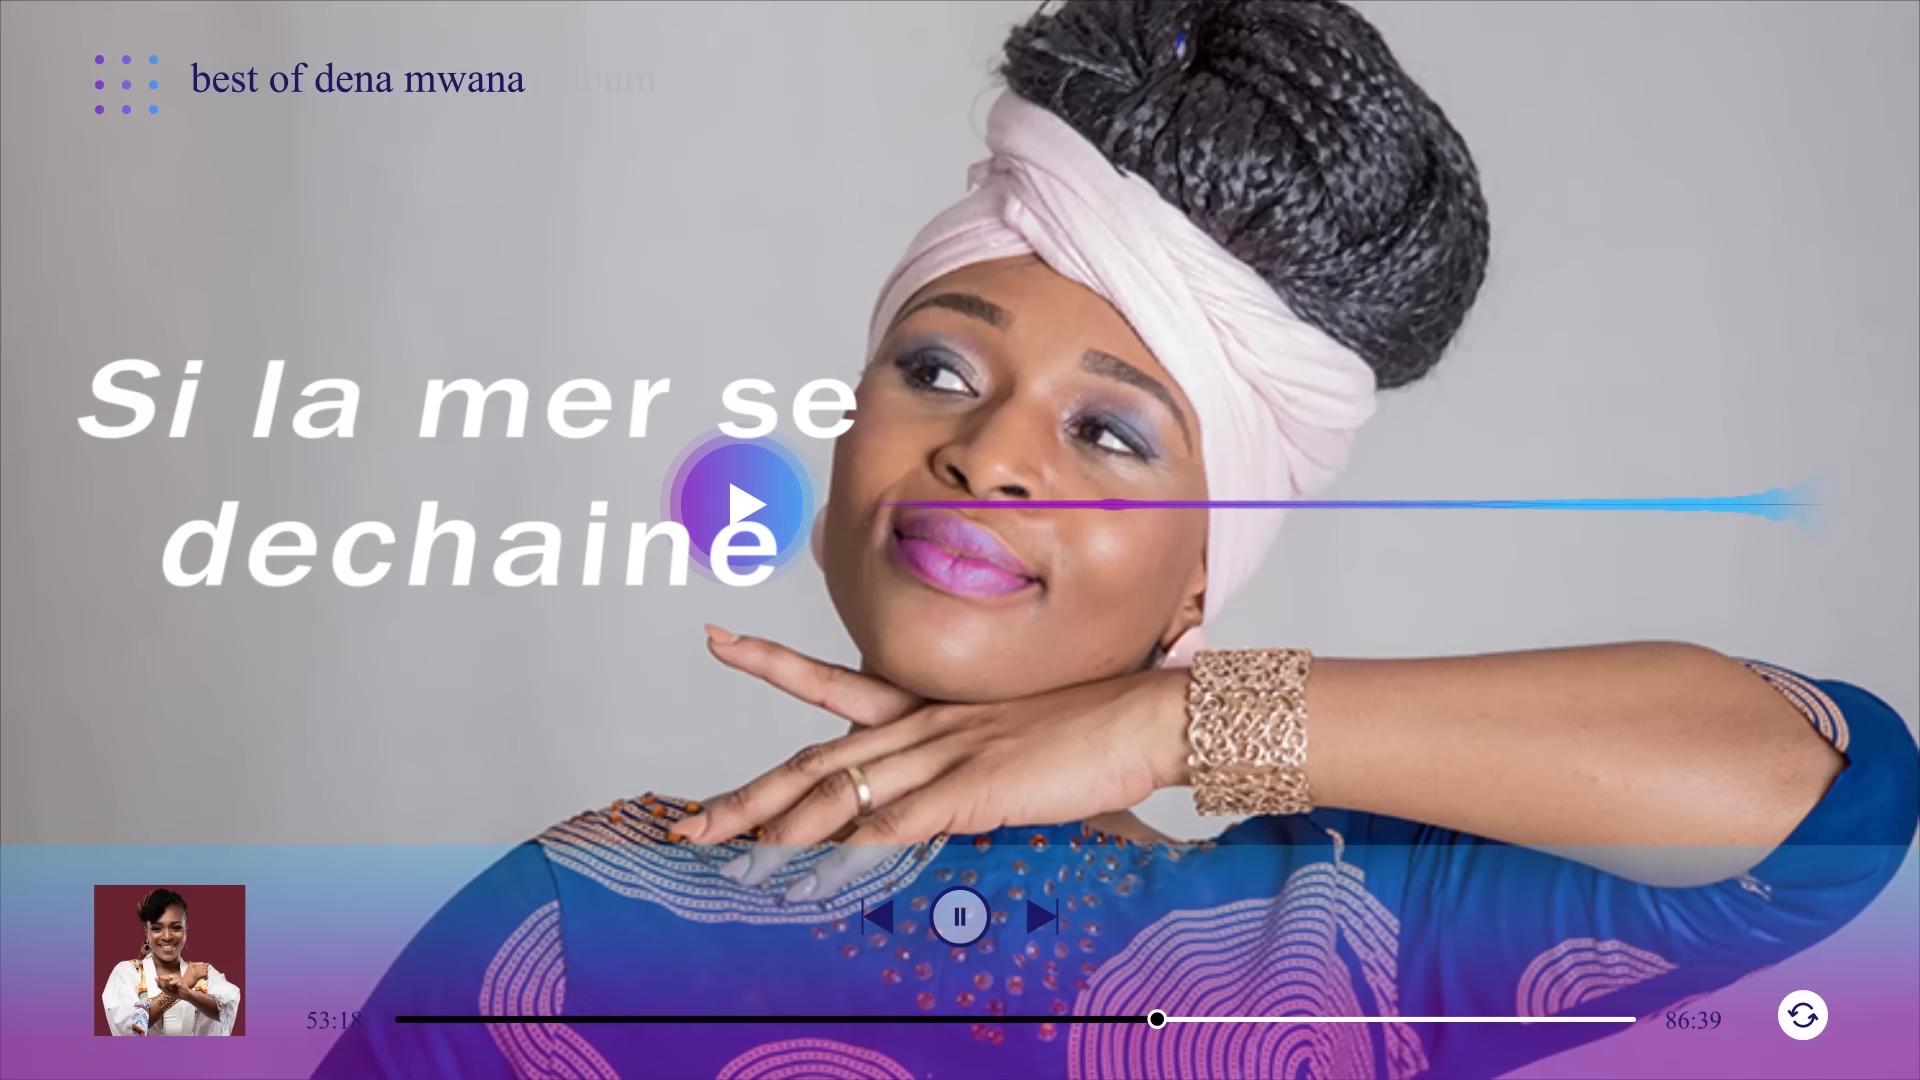 best of dena mwana
Si la mer se
dechaine
53:18
86:39